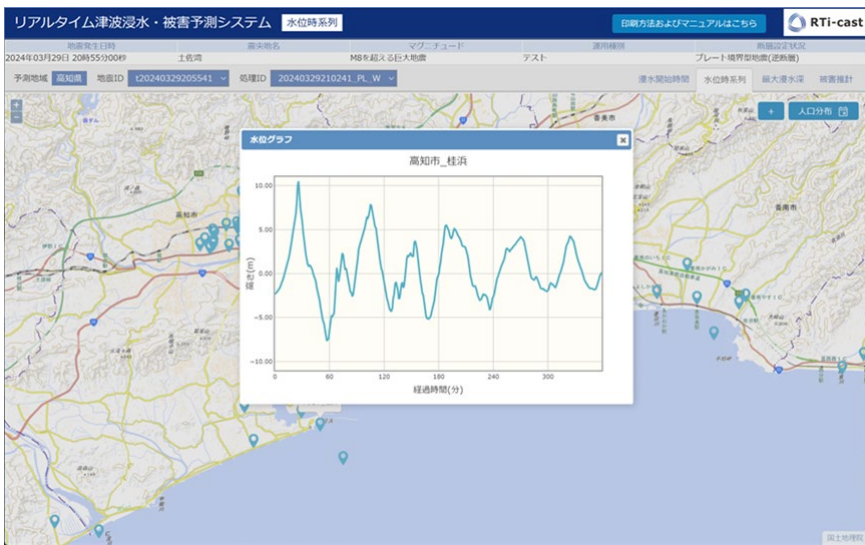 リアルタイム津波浸水・被害予測システム 水位時系列 印刷方法およびマニュアルはこちら RTi-cast
地震発生日時 震央地名 マグニチュード 運用種別 断層設定状況
2024年03月29日 20時55分00秒 土佐湾 M8を超える巨大地震 テスト プレート境界型地震(逆断層)
予測地域 高知県 地震ID t20240329205541 処理ID 20240329210241_PL_W 浸水開始時間 水位時系列 最大浸水深 被害推計
+ 人口分布
水位グラフ
高知市_桂浜
高さ(m)
10.00
5.00
0.00
-5.00
-10.00
0 60 120 180 240 300
経過時間(分)
香美市
高知市
香南市
国土地理院